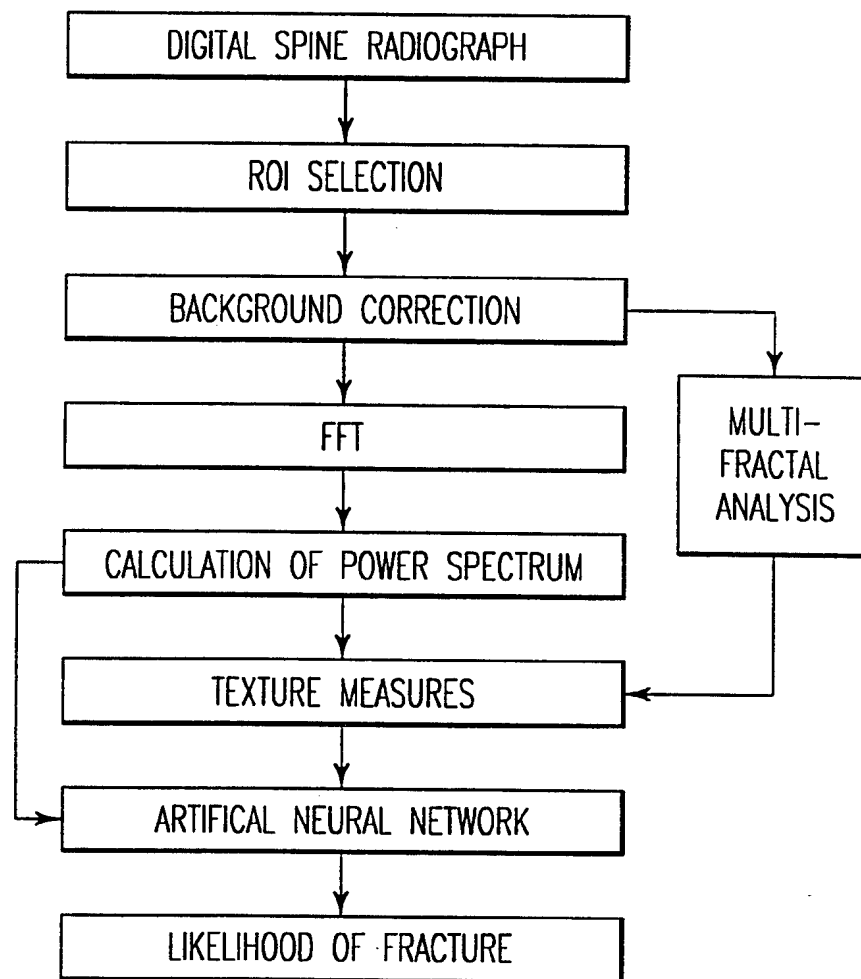 DIGITAL SPINE RADIOGRAPH
ROI SELECTION
BACKGROUND CORRECTION
FFT
MULTI-
FRACTAL
ANALYSIS
CALCULATION OF POWER SPECTRUM
TEXTURE MEASURES
ARTIFICAL NEURAL NETWORK
LIKELIHOOD OF FRACTURE